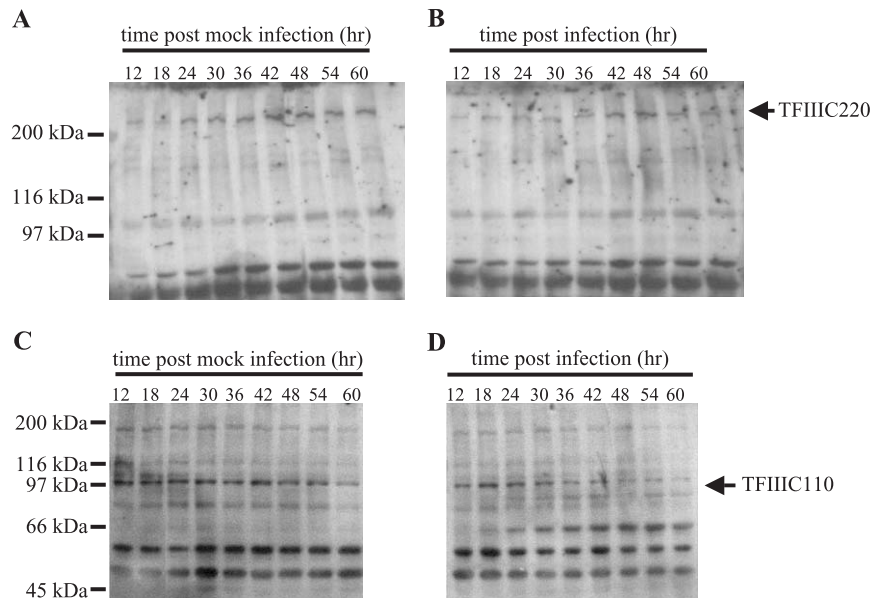 A
time post mock infection (hr)
12 18 24 30 36 42 48 54 60
200 kDa
116 kDa
97 kDa
B
time post infection (hr)
12 18 24 30 36 42 48 54 60
TFIIIC220
C
time post mock infection (hr)
12 18 24 30 36 42 48 54 60
200 kDa
116 kDa
97 kDa
66 kDa
45 kDa
D
time post infection (hr)
12 18 24 30 36 42 48 54 60
TFIIIC110